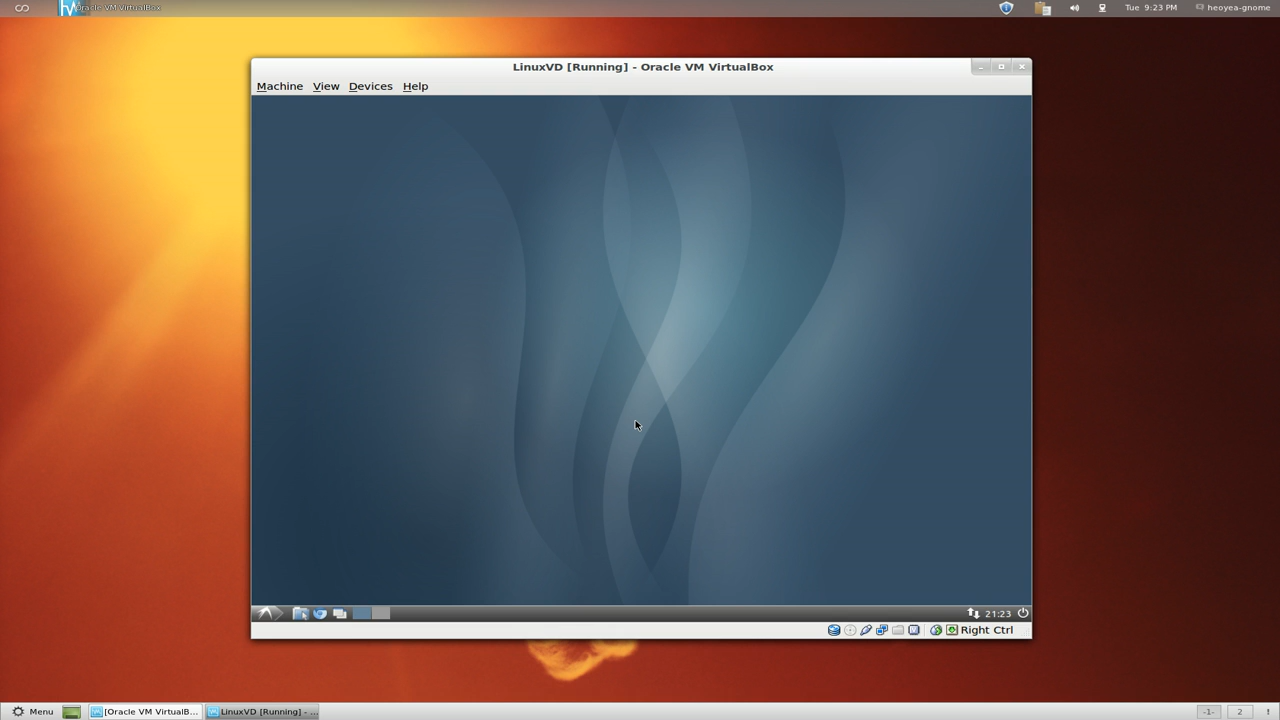 Oracle VM VirtualBox
Tue 9:23 PM
heoyea-gnome
LinuxVD [Running] - Oracle VM VirtualBox
Machine View Devices Help
21:23
Right Ctrl
Menu
[Oracle VM VirtualB...
LinuxVD [Running] - ...
-1-
2
!